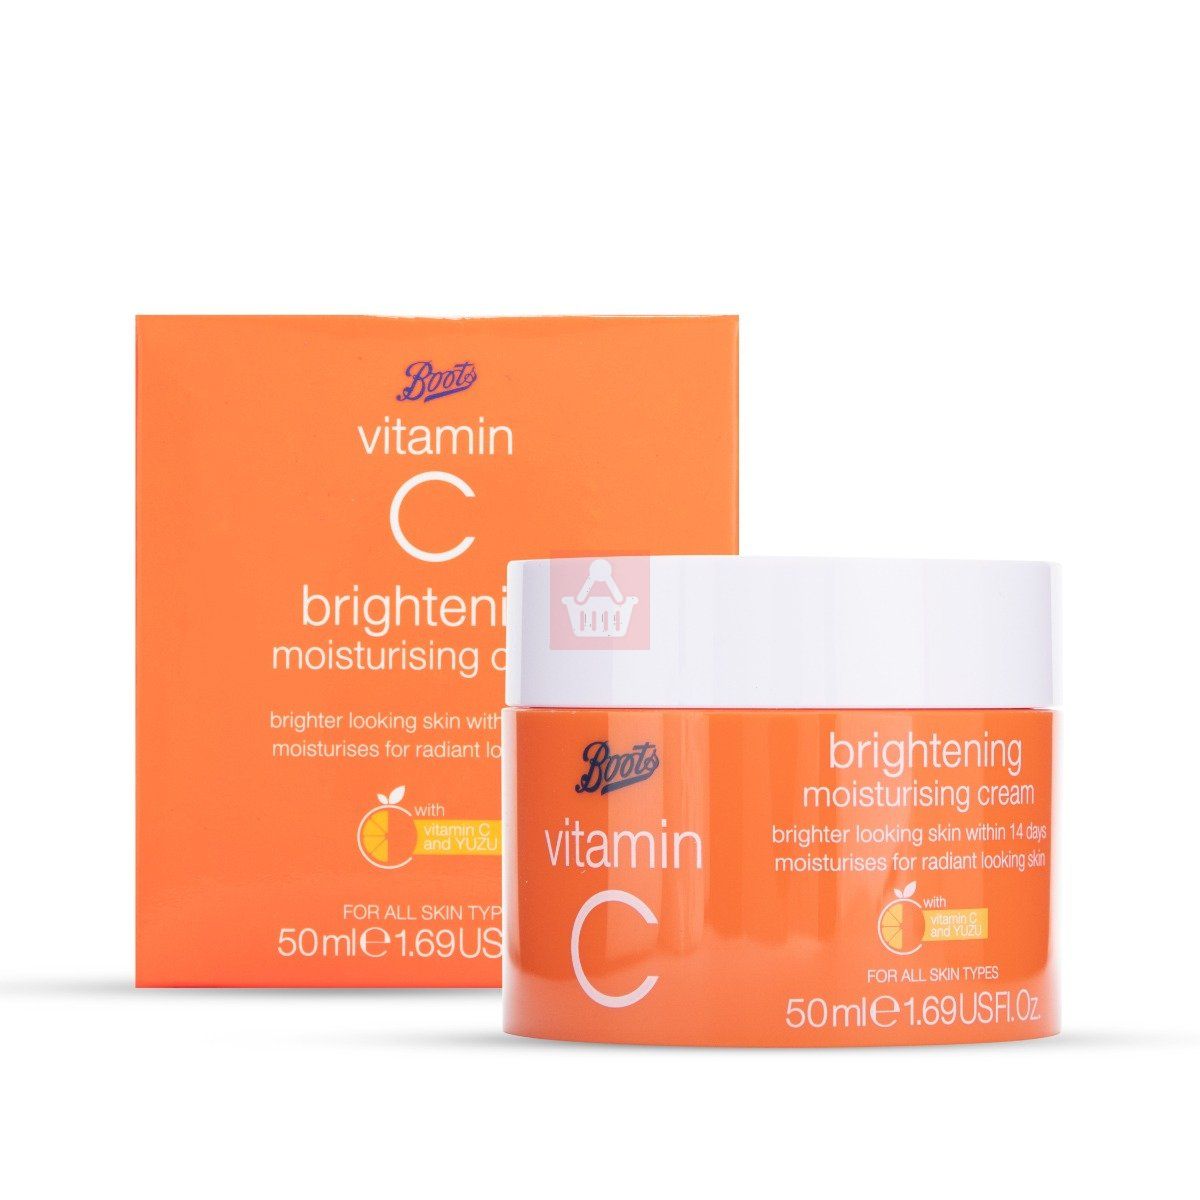 Boots
vitamin
C
brighteni
moisturising c
brighter looking skin with
moisturises for radiant lo
with
vitamin C
and YUZU
FOR ALL SKIN TYP
50ml℮1.69US
Boots
vitamin
C
brightening
moisturising cream
brighter looking skin within 14 days
moisturises for radiant looking skin
with
vitamin C
and YUZU
FOR ALL SKIN TYPES
50ml℮1.69USFl.Oz.